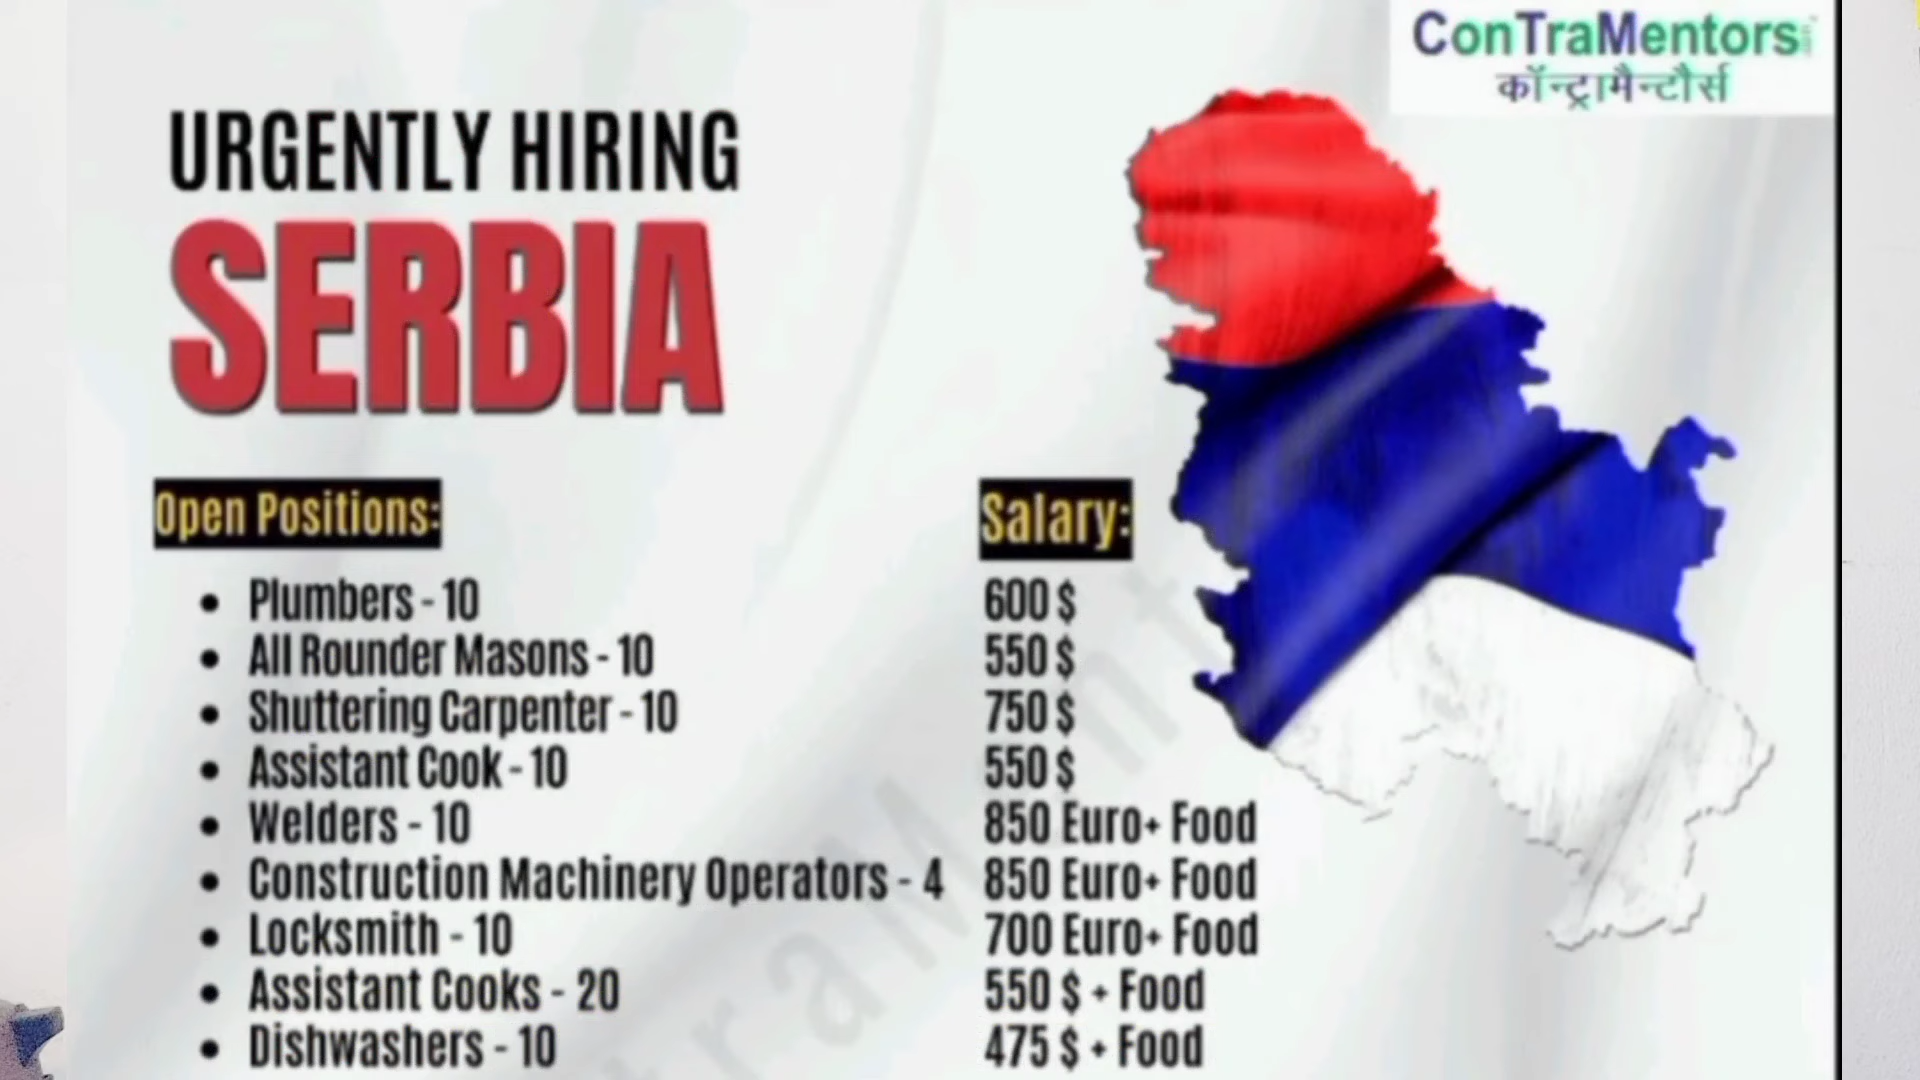 ConTraMentors
कॉन्ट्रामैन्टौर्स
URGENTLY HIRING
SERBIA
Open Positions: Salary:
• Plumbers - 10 600 $
• All Rounder Masons - 10 550 $
• Shuttering Carpenter - 10 750 $
• Assistant Cook - 10 550 $
• Welders - 10 850 Euro+ Food
• Construction Machinery Operators - 4 850 Euro+ Food
• Locksmith - 10 700 Euro+ Food
• Assistant Cooks - 20 550 $ + Food
• Dishwashers - 10 475 $ + Food